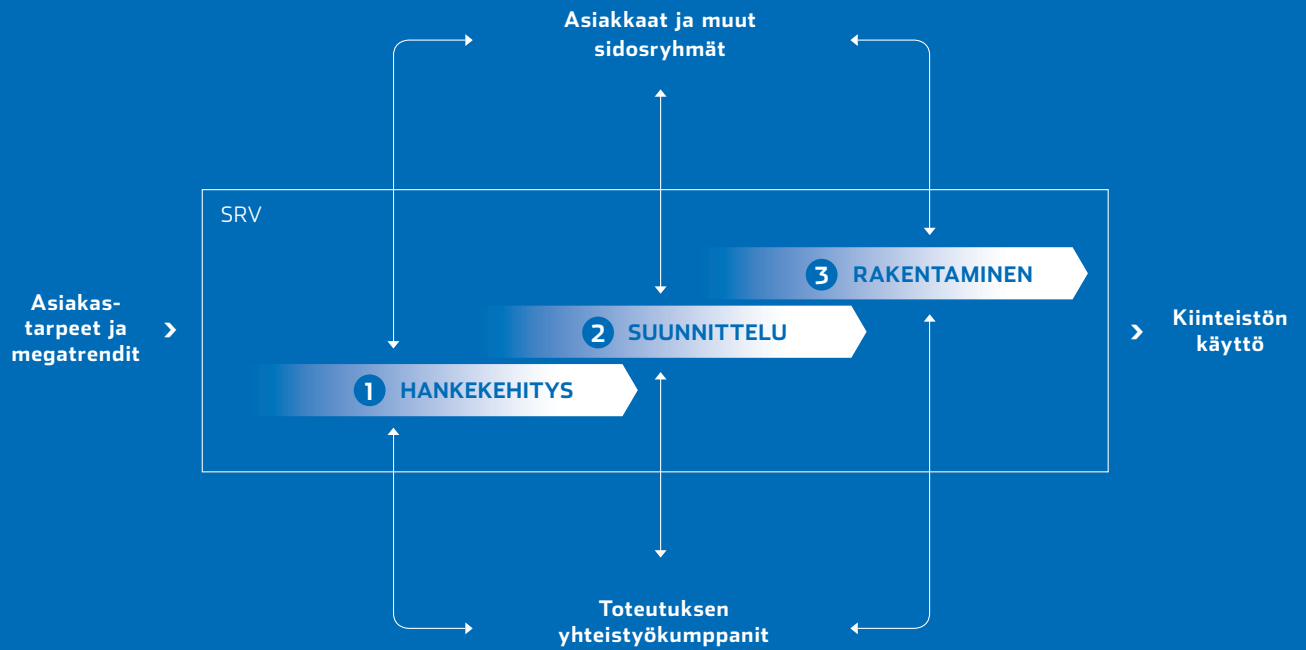 Asiakkaat ja muut
sidosryhmät
SRV
3 RAKENTAMINEN
Asiakas-
tarpeet ja
megatrendit
2 SUUNNITTELU
Kiinteistön
käyttö
1 HANKEKEHITYS
Toteutuksen
yhteistyökumppanit